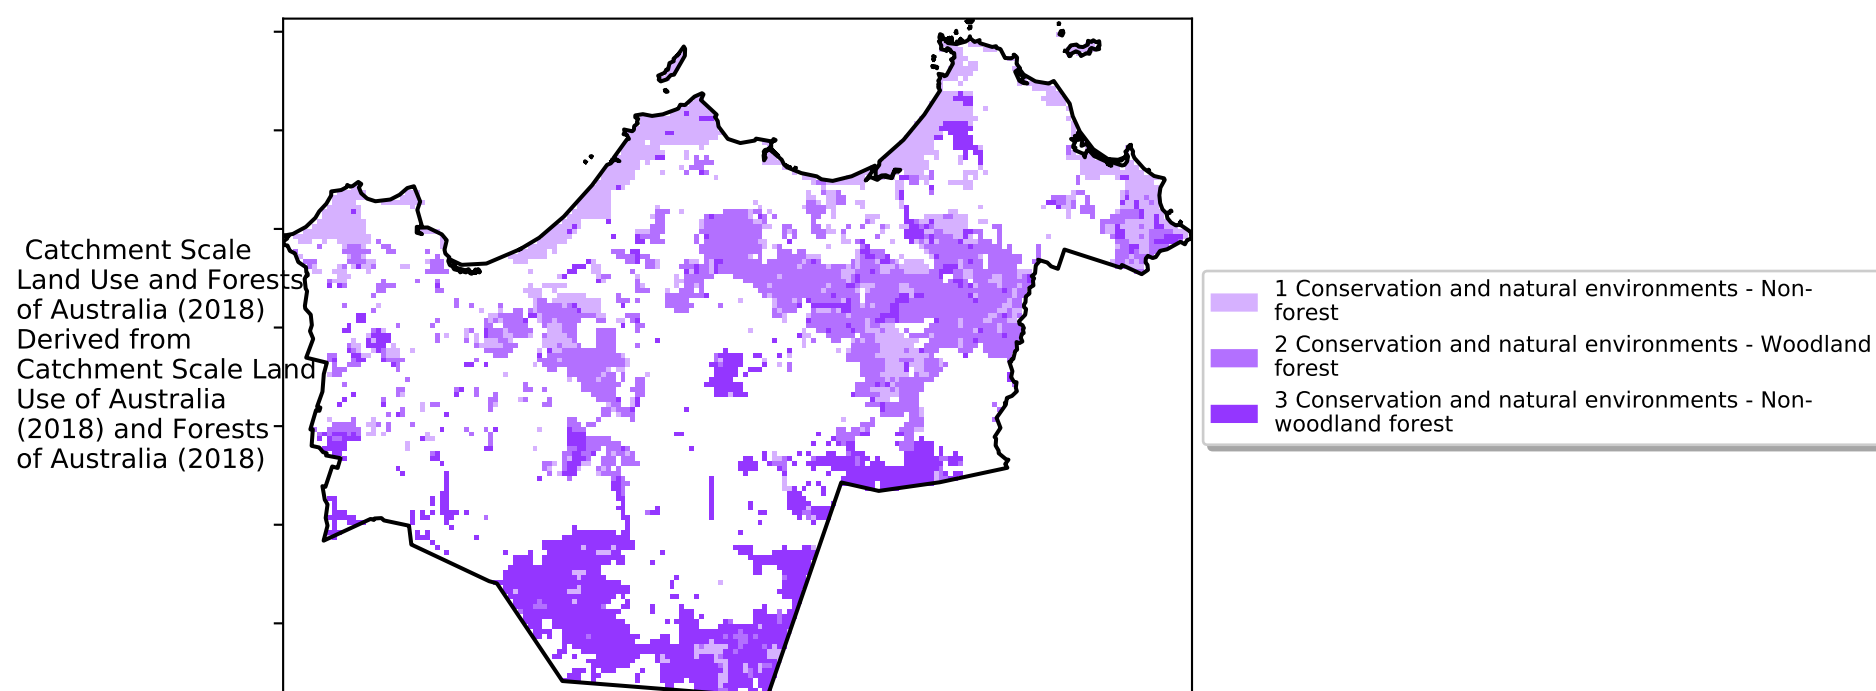 Catchment Scale
Land Use and Forests
of Australia (2018)
Derived from
Catchment Scale Land
Use of Australia
(2018) and Forests
of Australia (2018)
1 Conservation and natural environments - Non-
forest
2 Conservation and natural environments - Woodland
forest
3 Conservation and natural environments - Non-
woodland forest